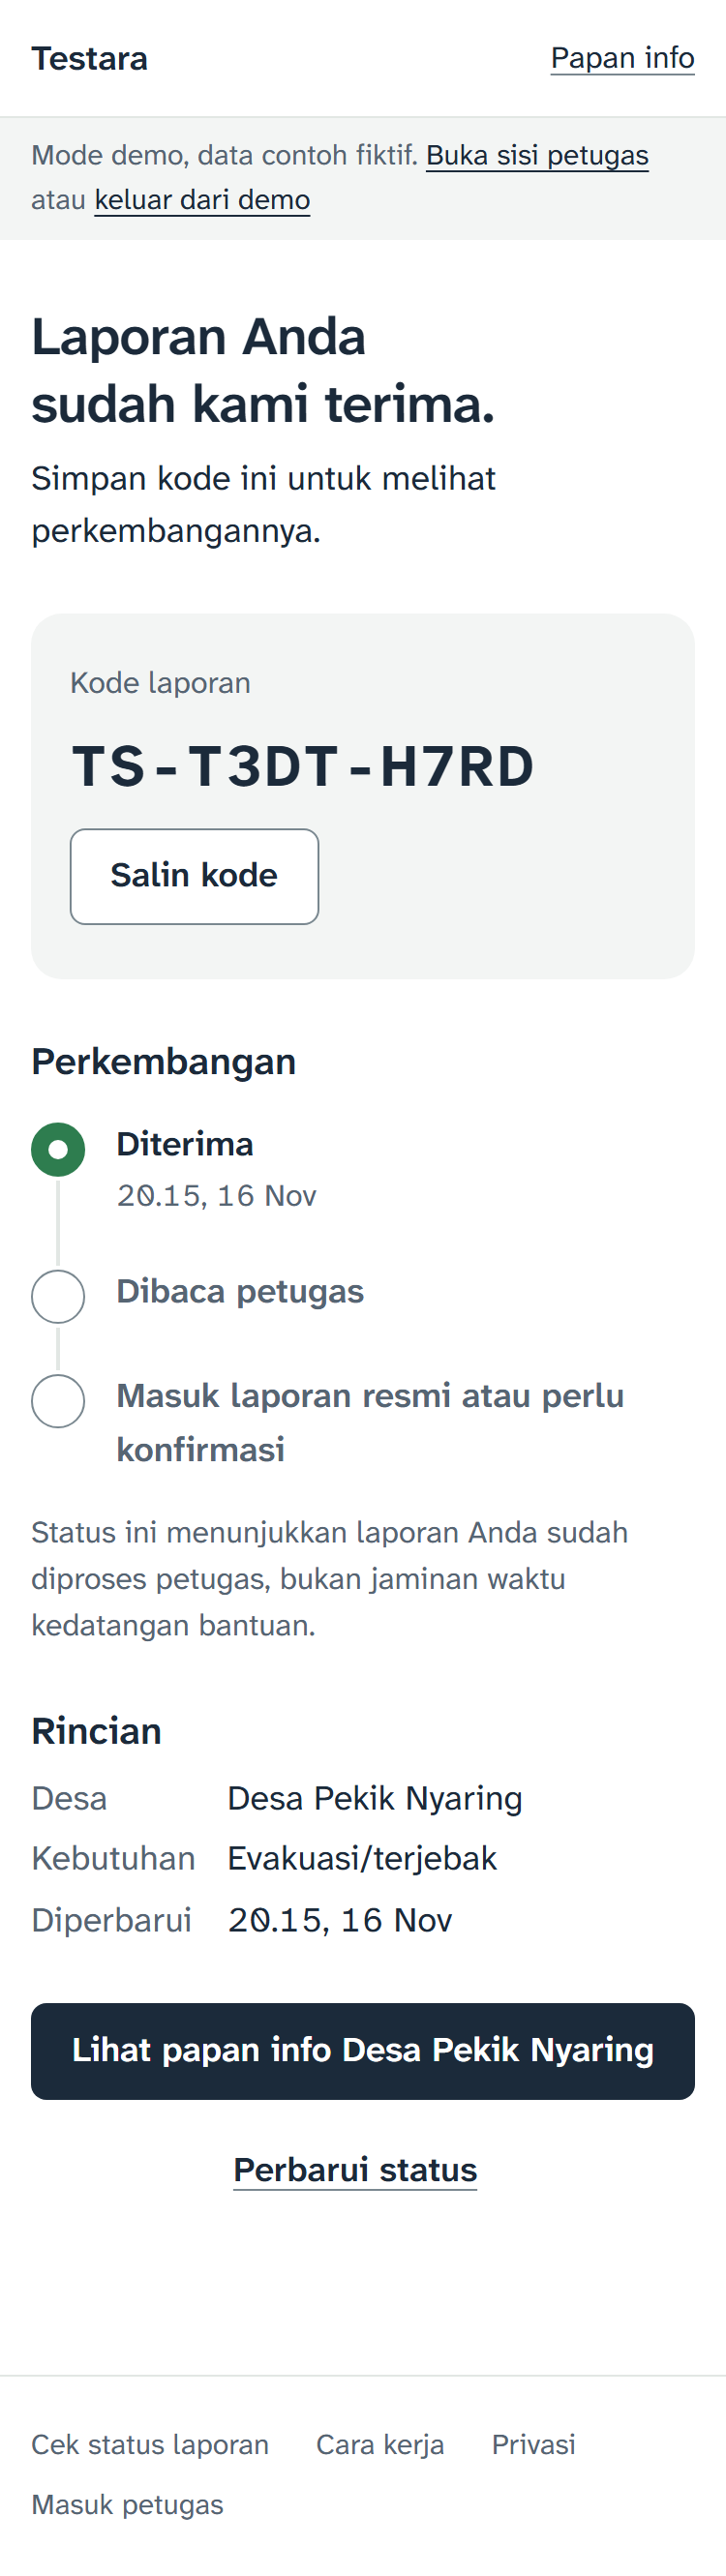 Testara
Papan info
Mode demo, data contoh fiktif. Buka sisi petugas
atau keluar dari demo
Laporan Anda
sudah kami terima.
Simpan kode ini untuk melihat
perkembangannya.
Kode laporan
TS-T3DT-H7RD
Salin kode
Perkembangan
Diterima
20.15, 16 Nov
Dibaca petugas
Masuk laporan resmi atau perlu
konfirmasi
Status ini menunjukkan laporan Anda sudah
diproses petugas, bukan jaminan waktu
kedatangan bantuan.
Rincian
Desa Desa Pekik Nyaring
Kebutuhan Evakuasi/terjebak
Diperbarui 20.15, 16 Nov
Lihat papan info Desa Pekik Nyaring
Perbarui status
Cek status laporan Cara kerja Privasi
Masuk petugas